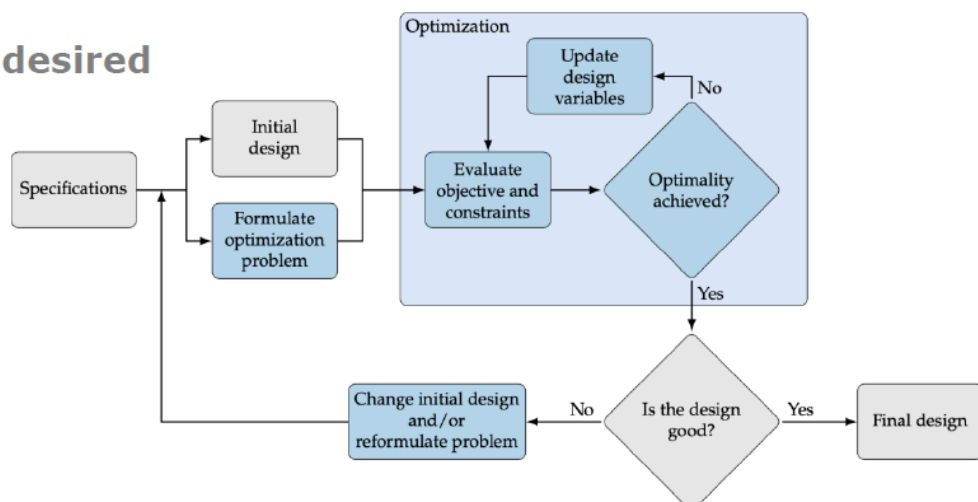 desired
Optimization
Update
design
variables
No
Initial
design
Specifications
Evaluate
objective and
constraints
Optimality
achieved?
Formulate
optimization
problem
Yes
Change initial design
and/or
reformulate problem
No
Is the design
good?
Yes
Final design